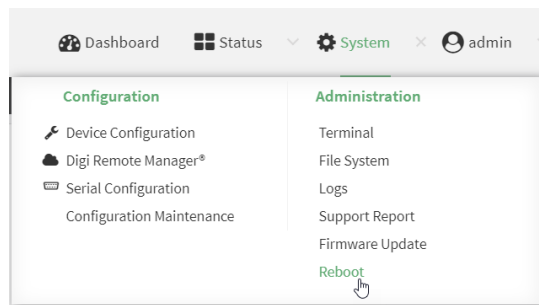 Dashboard Status System admin
Configuration
Device Configuration
Digi Remote Manager®
Serial Configuration
Configuration Maintenance
Administration
Terminal
File System
Logs
Support Report
Firmware Update
Reboot